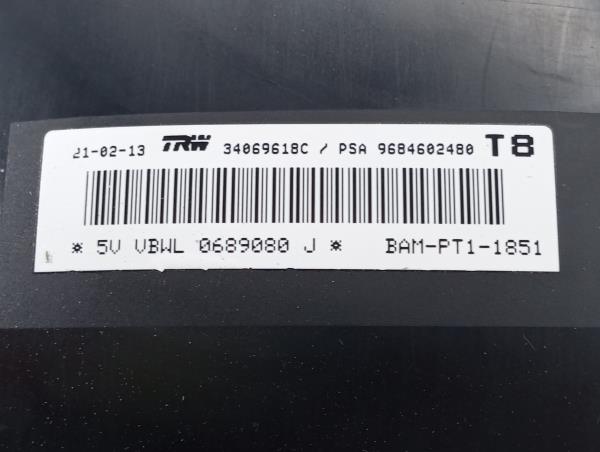 21-02-13 TRW 34069618C / PSA 9684602480 T8
* 5V VBWL 0689080 J * BAM-PT1-1851